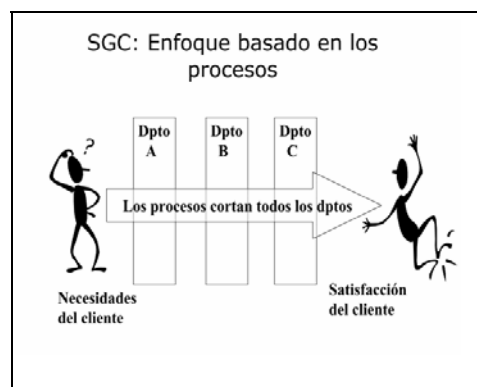 SGC: Enfoque basado en los
procesos
?
Dpto
A
Dpto
B
Dpto
C
Los procesos cortan todos los dptos
Necesidades
del cliente
Satisfacción
del cliente